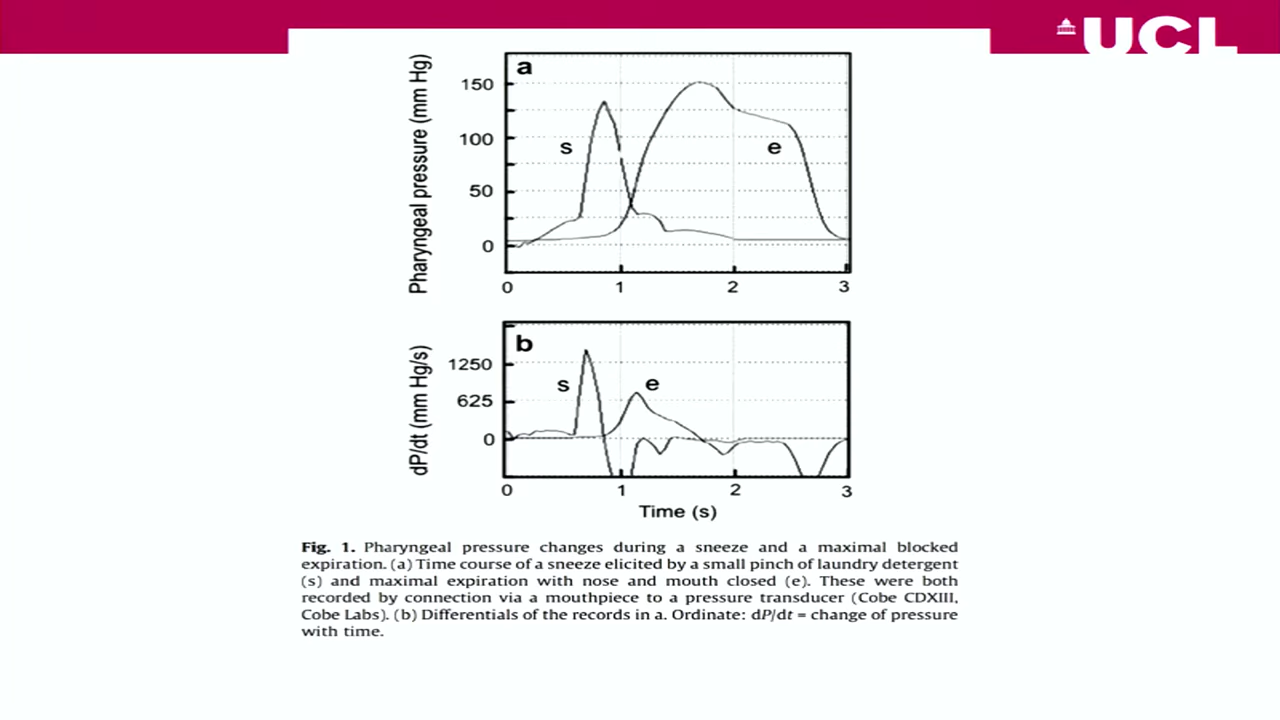 UCL
a
Pharyngeal pressure (mm Hg)
150
100
50
0
s
e
0 1 2 3
b
dP/dt (mm Hg/s)
1250
625
0
s
e
0 1 2 3
Time (s)
Fig. 1. Pharyngeal pressure changes during a sneeze and a maximal blocked
expiration. (a) Time course of a sneeze elicited by a small pinch of laundry detergent
(s) and maximal expiration with nose and mouth closed (e). These were both
recorded by connection via a mouthpiece to a pressure transducer (Cobe CDXIII,
Cobe Labs). (b) Differentials of the records in a. Ordinate: dP/dt = change of pressure
with time.